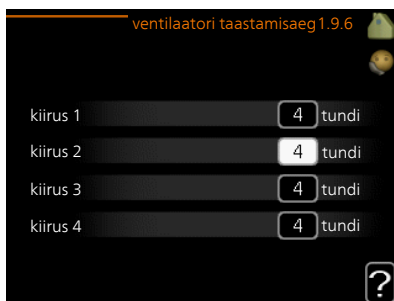 ventilaatori taastamisaeg 1.9.6
kiirus 1 4 tundi
kiirus 2 4 tundi
kiirus 3 4 tundi
kiirus 4 4 tundi
?